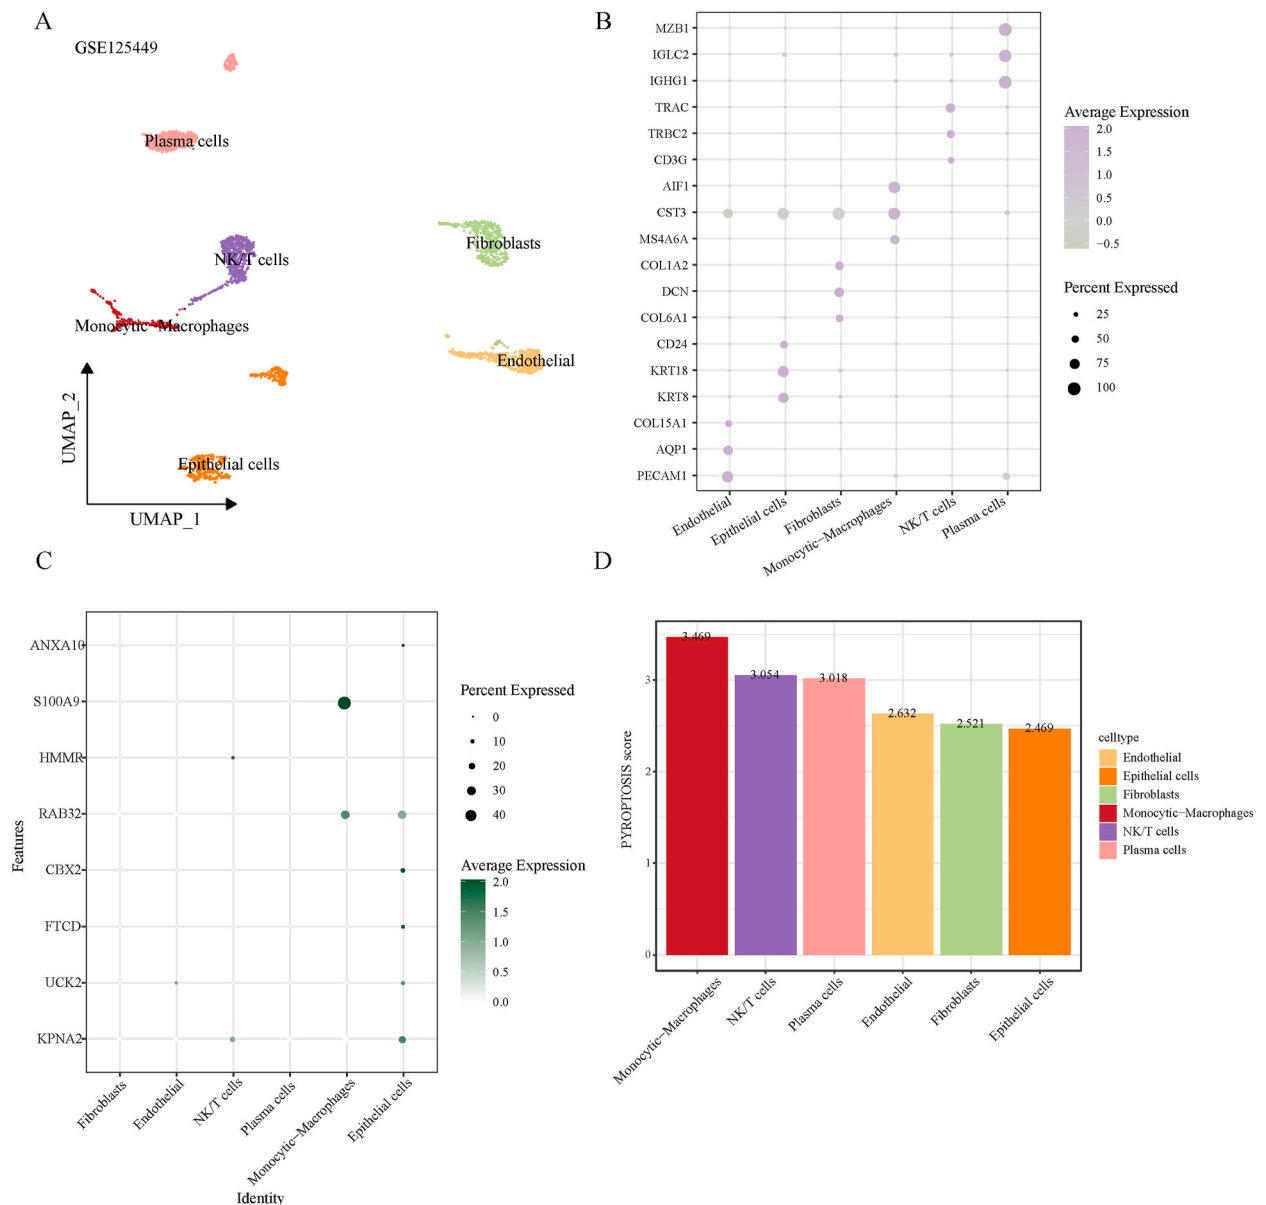 A
GSE125449
Plasma cells
NK/T cells
Fibroblasts
Monocytic-Macrophages
Endothelial
Epithelial cells
UMAP_2
UMAP_1
B
MZB1
IGLC2
IGHG1
TRAC
TRBC2
CD3G
AIF1
CST3
MS4A6A
COL1A2
DCN
COL6A1
CD24
KRT18
KRT8
COL15A1
AQP1
PECAM1
Endothelial
Epithelial cells
Fibroblasts
Monocytic−Macrophages
NK/T cells
Plasma cells
Average Expression
2.0
1.5
1.0
0.5
0.0
−0.5
Percent Expressed
25
50
75
100
C
Features
ANXA10
S100A9
HMMR
RAB32
CBX2
FTCD
UCK2
KPNA2
Fibroblasts
Endothelial
NK/T cells
Plasma cells
Monocytic−Macrophages
Epithelial cells
Identity
Percent Expressed
0
10
20
30
40
Average Expression
2.0
1.5
1.0
0.5
0.0
D
PYROPTOSIS score
3
2
1
0
3.469
3.054
3.018
2.632
2.521
2.469
Monocytic−Macrophages
NK/T cells
Plasma cells
Endothelial
Fibroblasts
Epithelial cells
celltype
Endothelial
Epithelial cells
Fibroblasts
Monocytic−Macrophages
NK/T cells
Plasma cells